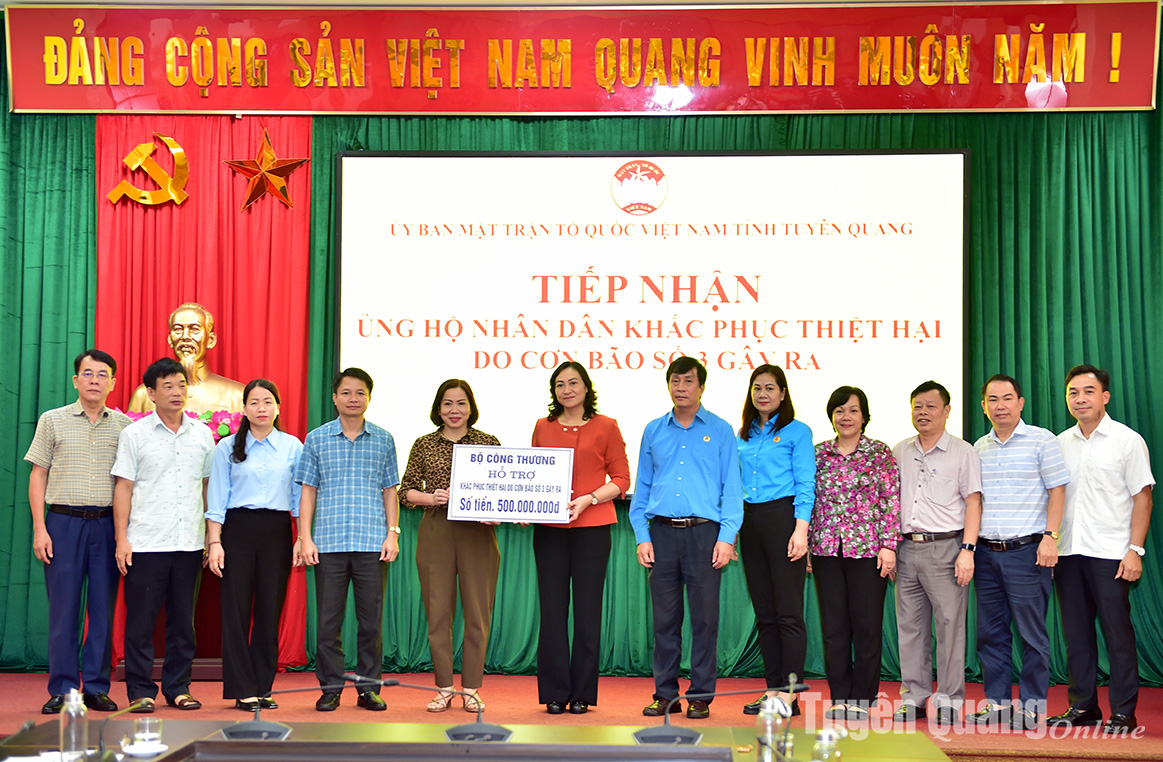 ĐẢNG CỘNG SẢN VIỆT NAM QUANG VINH MUÔN NĂM !
VIỆT NAM
ỦY BAN MẶT TRẬN TỔ QUỐC VIỆT NAM TỈNH TUYÊN QUANG
TIẾP NHẬN
ỦNG HỘ NHÂN DÂN KHẮC PHỤC THIỆT HẠI
DO CƠN BÃO SỐ 3 GÂY RA
BỘ CÔNG THƯƠNG
HỖ TRỢ
KHẮC PHỤC THIỆT HẠI DO CƠN BÃO SỐ 3 GÂY RA
Số tiền. 500.000.000đ
Tuyên Quang Online